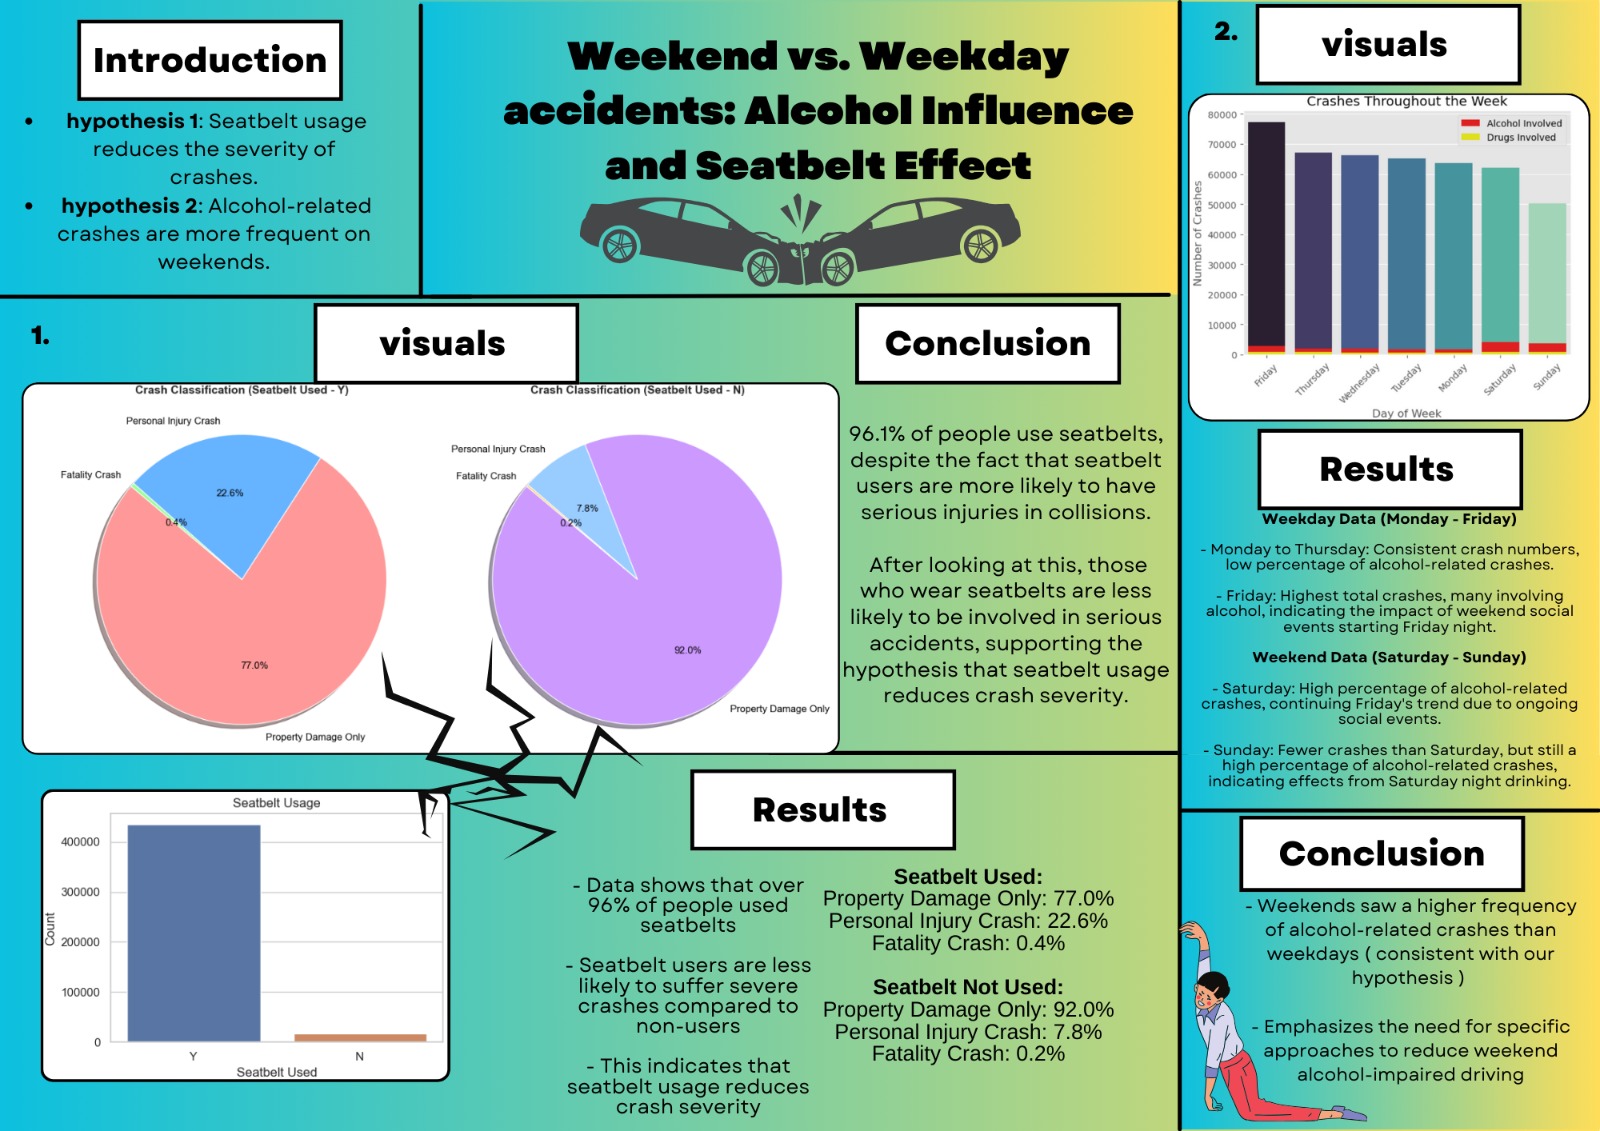 Introduction
hypothesis 1: Seatbelt usage
reduces the severity of
crashes.
hypothesis 2: Alcohol-related
crashes are more frequent on
weekends.
Weekend vs. Weekday
accidents: Alcohol Influence
and Seatbelt Effect
1.
visuals
Crash Classification (Seatbelt Used - Y)
Personal Injury Crash
Fatality Crash
22.6%
0.4%
77.0%
Property Damage Only
Crash Classification (Seatbelt Used - N)
Personal Injury Crash
Fatality Crash
7.8%
0.2%
92.0%
Property Damage Only
Seatbelt Usage
Count
400000
300000
200000
100000
0
Y
N
Seatbelt Used
Conclusion
96.1% of people use seatbelts,
despite the fact that seatbelt
users are more likely to have
serious injuries in collisions.
After looking at this, those
who wear seatbelts are less
likely to be involved in serious
accidents, supporting the
hypothesis that seatbelt usage
reduces crash severity.
Results
- Data shows that over
96% of people used
seatbelts
- Seatbelt users are less
likely to suffer severe
crashes compared to
non-users
- This indicates that
seatbelt usage reduces
crash severity
Seatbelt Used:
Property Damage Only: 77.0%
Personal Injury Crash: 22.6%
Fatality Crash: 0.4%
Seatbelt Not Used:
Property Damage Only: 92.0%
Personal Injury Crash: 7.8%
Fatality Crash: 0.2%
2.
visuals
Crashes Throughout the Week
Alcohol Involved
Drugs Involved
Number of Crashes
80000
70000
60000
50000
40000
30000
20000
10000
0
Friday
Thursday
Wednesday
Tuesday
Monday
Saturday
Sunday
Day of Week
Results
Weekday Data (Monday - Friday)
- Monday to Thursday: Consistent crash numbers,
low percentage of alcohol-related crashes.
- Friday: Highest total crashes, many involving
alcohol, indicating the impact of weekend social
events starting Friday night.
Weekend Data (Saturday - Sunday)
- Saturday: High percentage of alcohol-related
crashes, continuing Friday's trend due to ongoing
social events.
- Sunday: Fewer crashes than Saturday, but still a
high percentage of alcohol-related crashes,
indicating effects from Saturday night drinking.
Conclusion
- Weekends saw a higher frequency
of alcohol-related crashes than
weekdays ( consistent with our
hypothesis )
- Emphasizes the need for specific
approaches to reduce weekend
alcohol-impaired driving